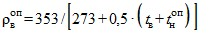 ρ_в^оп = 353/[273+0,5·(t_в+t_н^оп)]